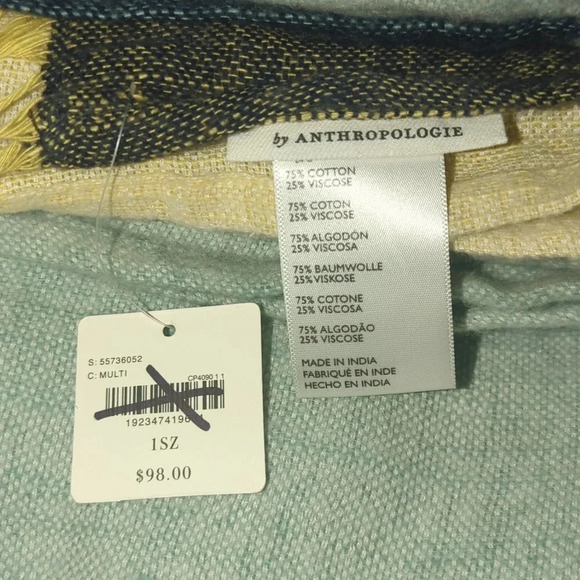 by ANTHROPOLOGIE
75% COTTON
25% VISCOSE
75% COTON
25% VISCOSE
75% ALGODÓN
25% VISCOSA
75% BAUMWOLLE
25% VISKOSE
75% COTONE
25% VISCOSA
75% ALGODÃO
25% VISCOSE
MADE IN INDIA
FABRIQUÉ EN INDE
HECHO EN INDIA
S: 55736052
C: MULTI
CP4090 1 1
1SZ
$98.00